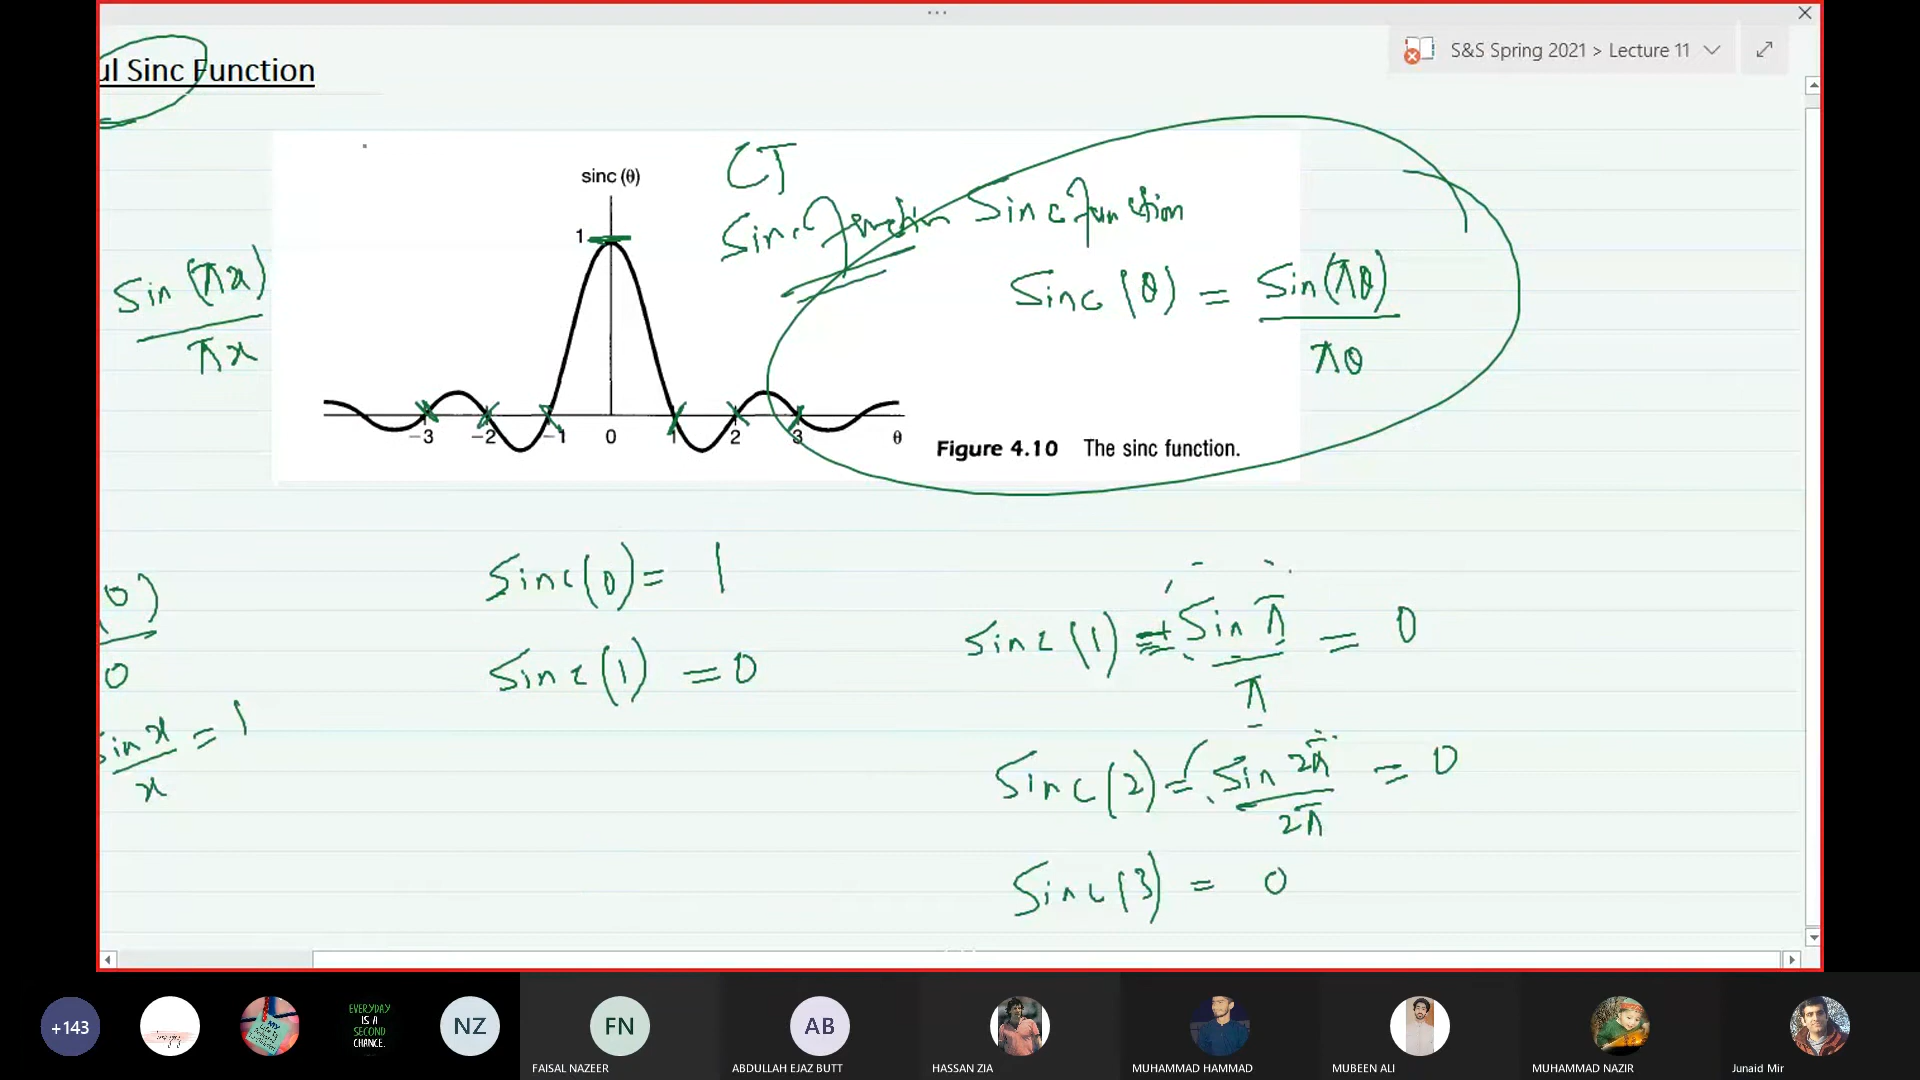 S&S Spring 2021 > Lecture 11
ul Sinc Function
CT
sinc (θ)
Sinc function Sinc function
1
Sin (πx)
πx
Sinc (θ) = Sin(πθ)
πθ
−3 −2 −1 0 1 2 3 θ
Figure 4.10 The sinc function.
0)
0
Sinc(0) = 1
Sinc(1) = 0
Sinc(1) = Sin π = 0
π
sin x = 1
x
Sinc(2) = Sin 2π = 0
2π
Sinc(3) = 0
+143
EVERYDAY
IS A
SECOND
CHANCE.
NZ
FN
AB
FAISAL NAZEER
ABDULLAH EJAZ BUTT
HASSAN ZIA
MUHAMMAD HAMMAD
MUBEEN ALI
MUHAMMAD NAZIR
Junaid Mir